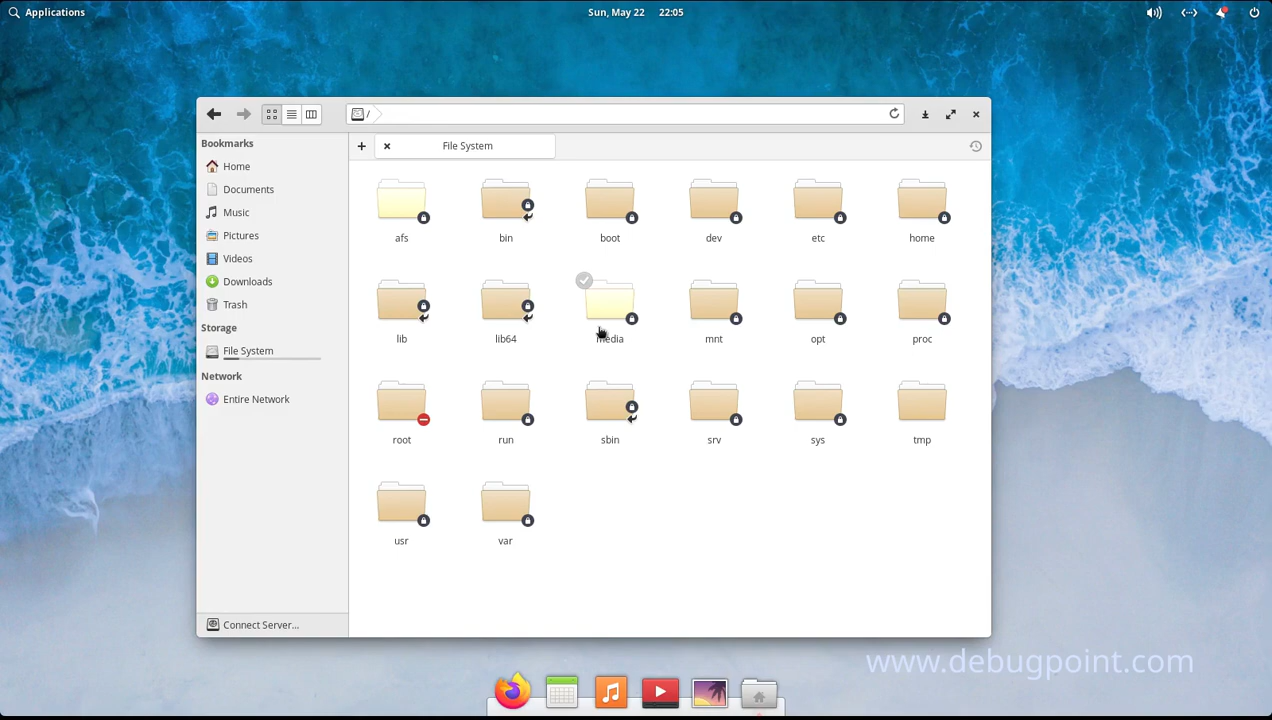 Applications
Sun, May 22 22:05
/
Bookmarks
Home
Documents
Music
Pictures
Videos
Downloads
Trash
Storage
File System
Network
Entire Network
Connect Server...
File System
afs
bin
boot
dev
etc
home
lib
lib64
media
mnt
opt
proc
root
run
sbin
srv
sys
tmp
usr
var
www.debugpoint.com